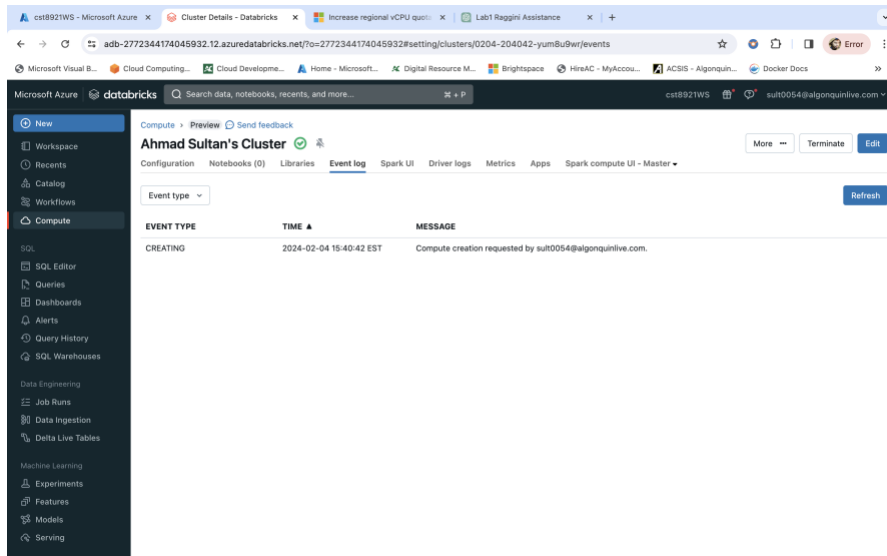 cst8921WS - Microsoft Azure
Cluster Details - Databricks
Increase regional vCPU quota
Lab1 Raggini Assistance
adb-2772344174045932.12.azuredatabricks.net/?o=2772344174045932#setting/clusters/0204-204042-yum8u9wr/events
Error
Microsoft Visual B...
Cloud Computing...
Cloud Developme...
Home - Microsoft...
Digital Resource M...
Brightspace
HireAC - MyAccou...
ACSIS - Algonquin...
Docker Docs
»
Microsoft Azure
databricks
Search data, notebooks, recents, and more...
⌘ + P
cst8921WS
sult0054@algonquinlive.com
New
Workspace
Recents
Catalog
Workflows
Compute
SQL
SQL Editor
Queries
Dashboards
Alerts
Query History
SQL Warehouses
Data Engineering
Job Runs
Data Ingestion
Delta Live Tables
Machine Learning
Experiments
Features
Models
Serving
Compute › Preview Send feedback
Ahmad Sultan's Cluster
More ···
Terminate
Edit
Configuration Notebooks (0) Libraries Event log Spark UI Driver logs Metrics Apps Spark compute UI - Master
Event type
Refresh
EVENT TYPE TIME MESSAGE
CREATING 2024-02-04 15:40:42 EST Compute creation requested by sult0054@algonquinlive.com.